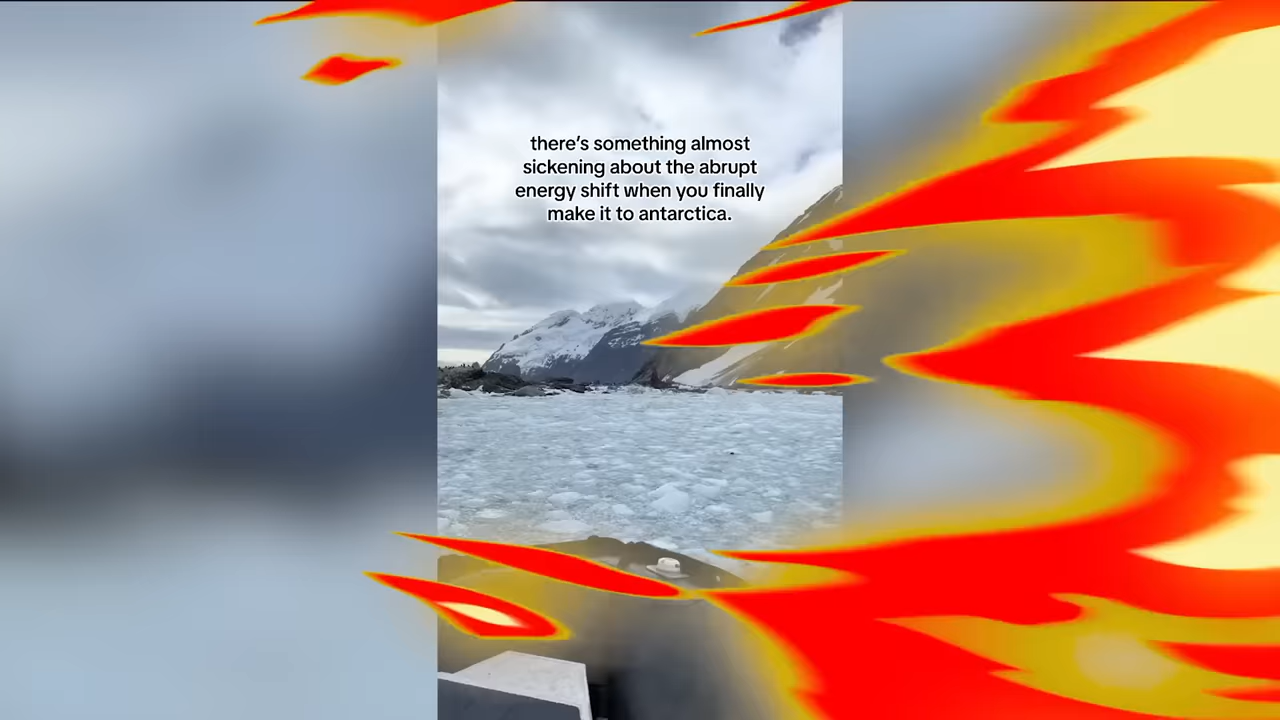 there's something almost
sickening about the abrupt
energy shift when you finally
make it to antarctica.